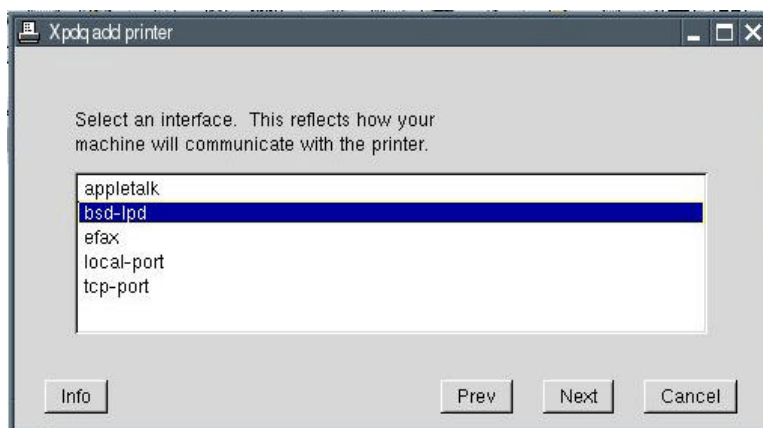 Xpdq add printer
Select an interface. This reflects how your
machine will communicate with the printer.
appletalk
bsd-lpd
efax
local-port
tcp-port
Info
Prev
Next
Cancel